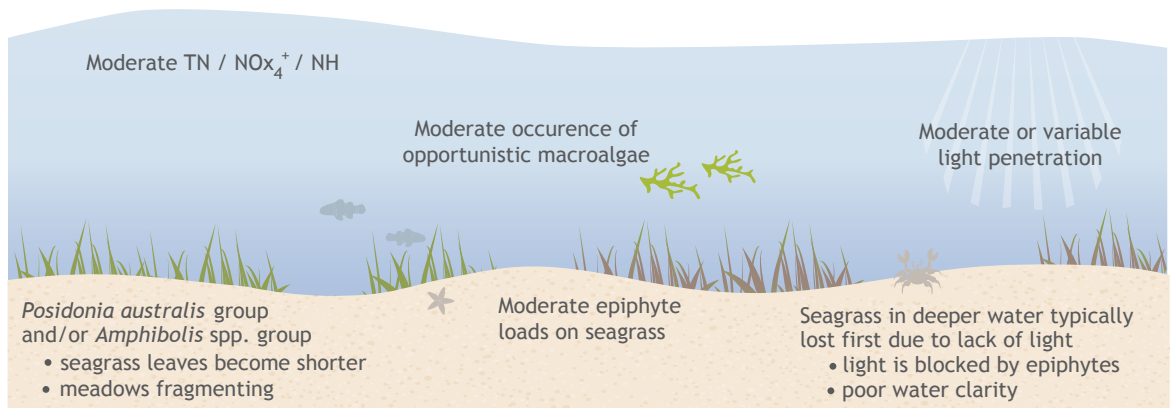 Moderate TN / NOx₄⁺ / NH
Moderate occurence of
opportunistic macroalgae
Moderate or variable
light penetration
Posidonia australis group
and/or Amphibolis spp. group
• seagrass leaves become shorter
• meadows fragmenting
Moderate epiphyte
loads on seagrass
Seagrass in deeper water typically
lost first due to lack of light
• light is blocked by epiphytes
• poor water clarity